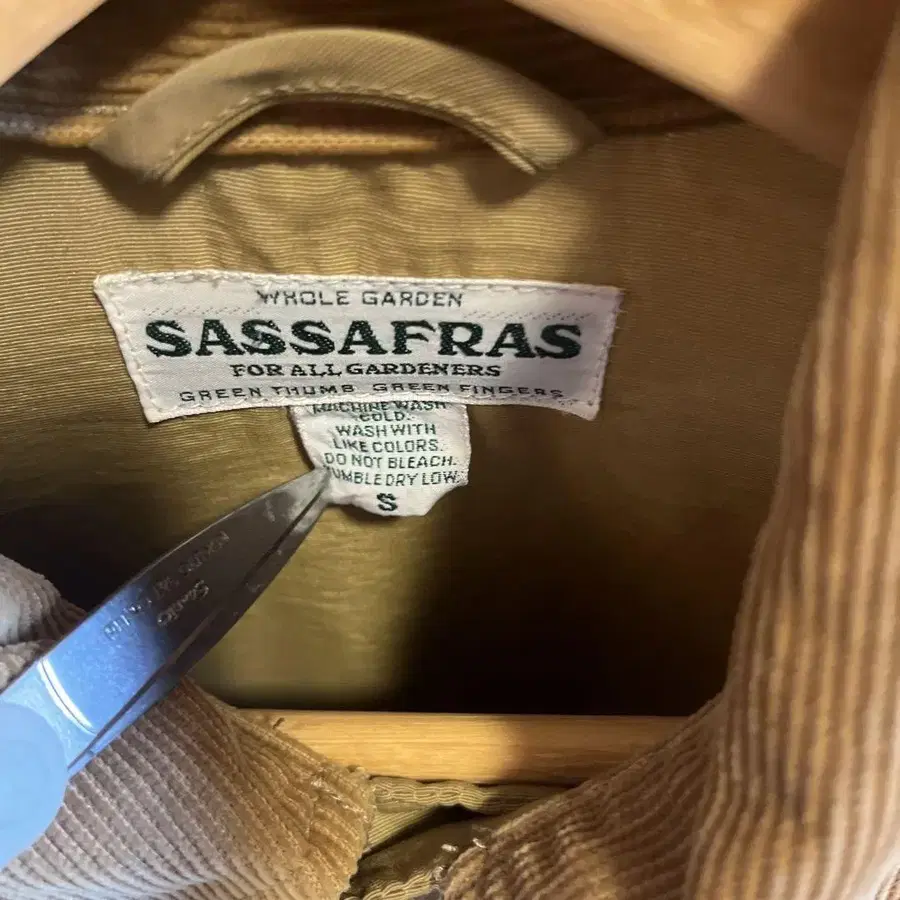 WHOLE GARDEN
SASSAFRAS
FOR ALL GARDENERS
GREEN THUMB GREEN FINGERS
MACHINE WASH
COLD.
WASH WITH
LIKE COLORS.
DO NOT BLEACH.
TUMBLE DRY LOW
S